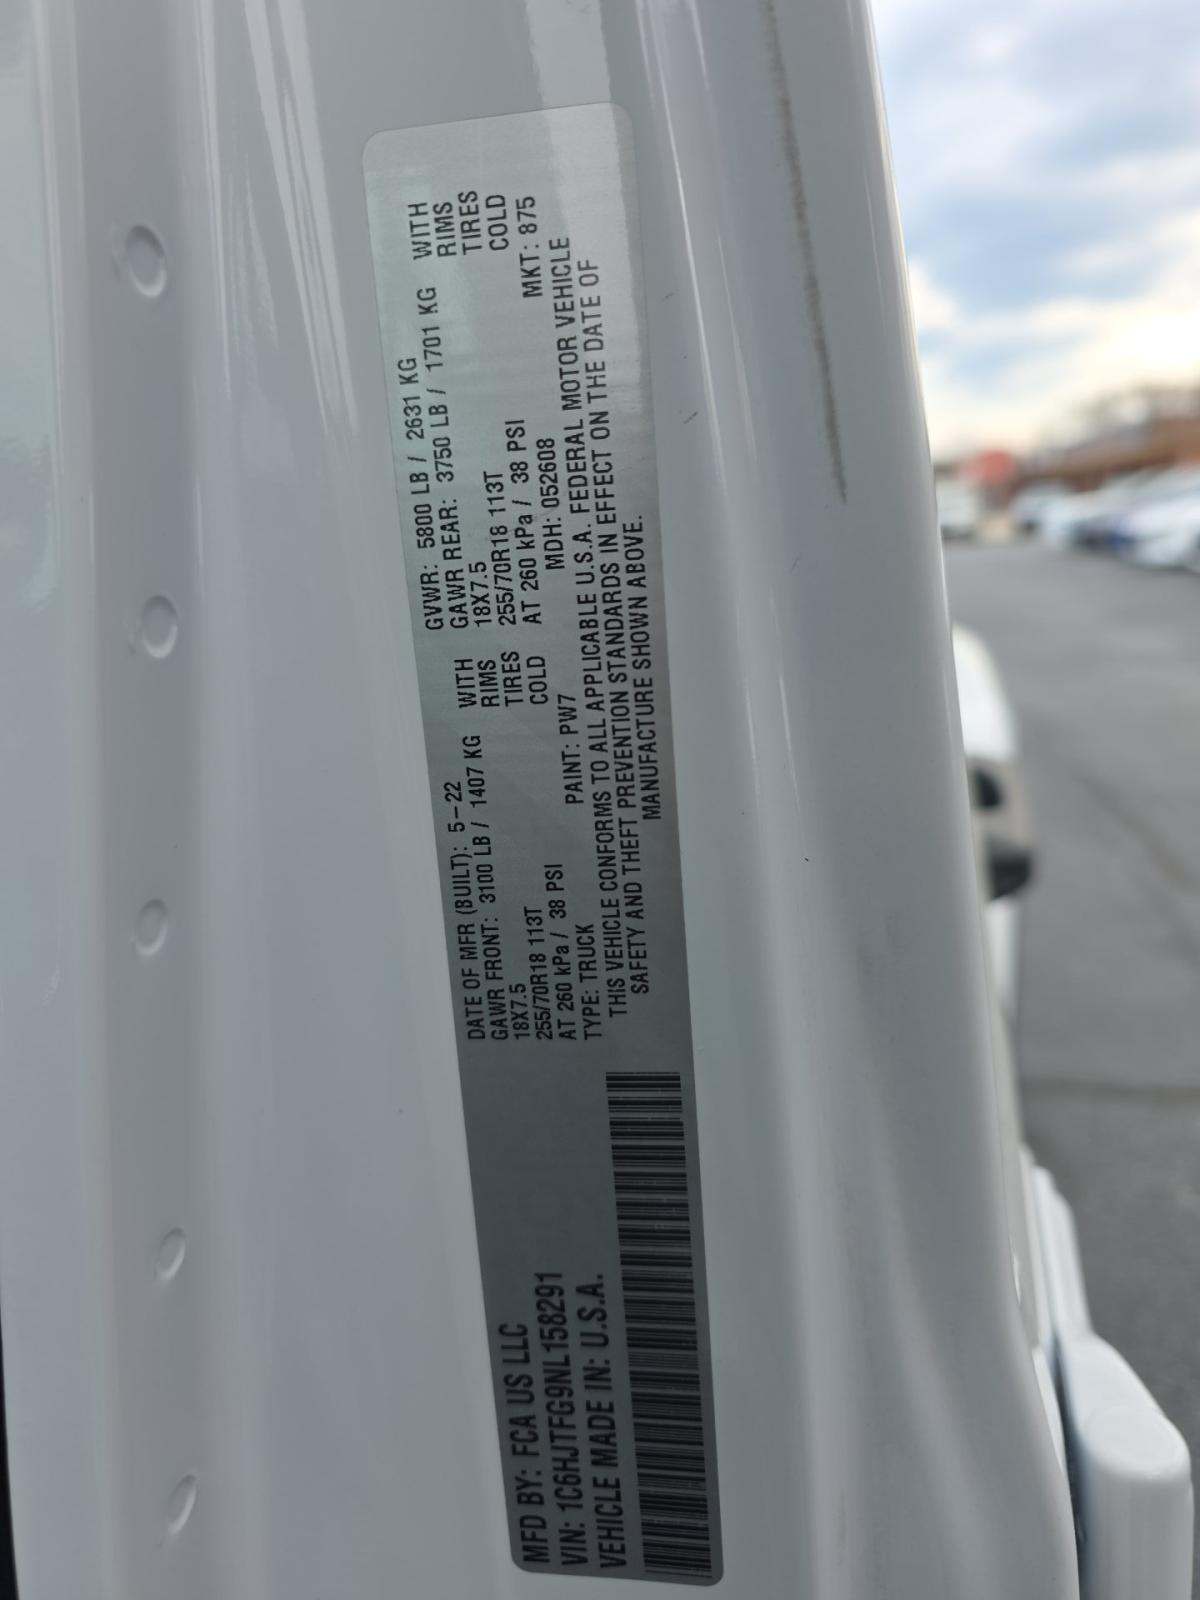 MFD BY: FCA US LLC
VIN: 1C6HJTFG9NL158291
VEHICLE MADE IN: U.S.A.
DATE OF MFR (BUILT): 5-22
GAWR FRONT: 3100 LB / 1407 KG WITH
18X7.5 RIMS
255/70R18 113T TIRES
AT 260 kPa / 38 PSI COLD
GVWR: 5800 LB / 2631 KG
GAWR REAR: 3750 LB / 1701 KG WITH
18X7.5 RIMS
255/70R18 113T TIRES
AT 260 kPa / 38 PSI COLD
TYPE: TRUCK PAINT: PW7 MDH: 052608 MKT: 875
THIS VEHICLE CONFORMS TO ALL APPLICABLE U.S.A. FEDERAL MOTOR VEHICLE
SAFETY AND THEFT PREVENTION STANDARDS IN EFFECT ON THE DATE OF
MANUFACTURE SHOWN ABOVE.